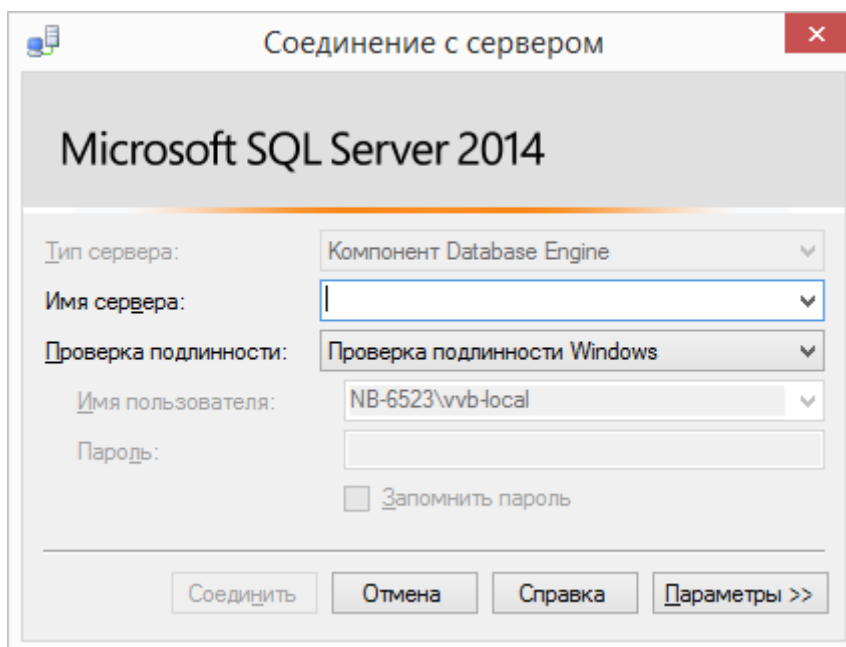 Соединение с сервером
Microsoft SQL Server 2014
Тип сервера: Компонент Database Engine
Имя сервера:
Проверка подлинности: Проверка подлинности Windows
Имя пользователя: NB-6523\vvb-local
Пароль:
Запомнить пароль
Соединить Отмена Справка Параметры >>